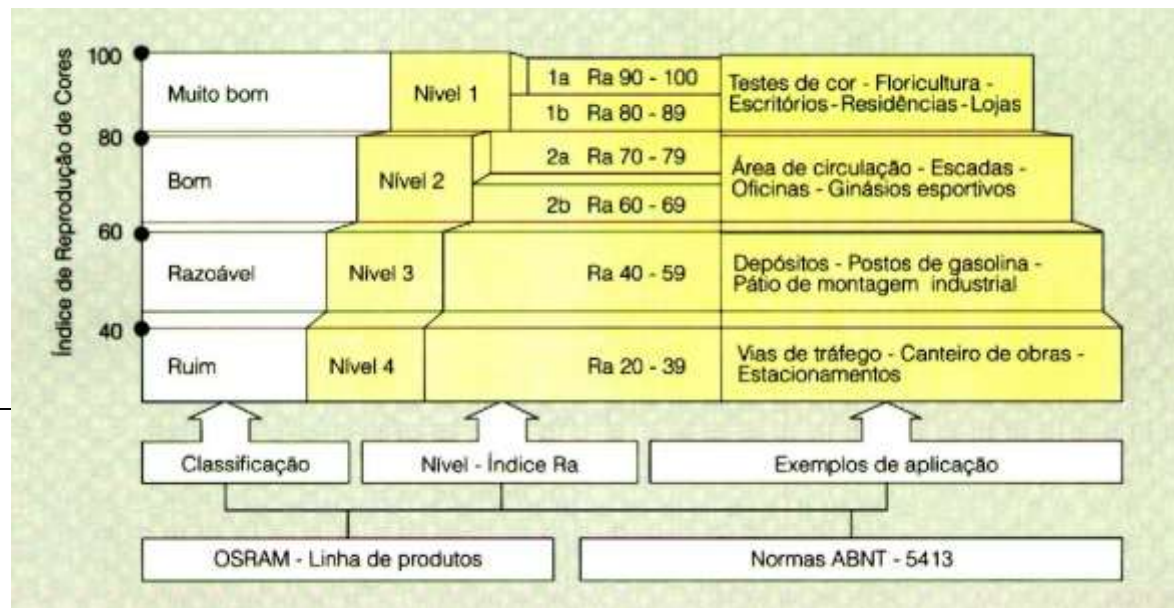 Índice de Reprodução de Cores
100
Muito bom
Nível 1
1a Ra 90 - 100
1b Ra 80 - 89
Testes de cor - Floricultura -
Escritórios - Residências - Lojas
80
Bom
Nível 2
2a Ra 70 - 79
2b Ra 60 - 69
Área de circulação - Escadas -
Oficinas - Ginásios esportivos
60
Razoável
Nível 3
Ra 40 - 59
Depósitos - Postos de gasolina -
Pátio de montagem industrial
40
Ruim
Nível 4
Ra 20 - 39
Vias de tráfego - Canteiro de obras -
Estacionamentos
Classificação
Nível - Índice Ra
Exemplos de aplicação
OSRAM - Linha de produtos
Normas ABNT - 5413